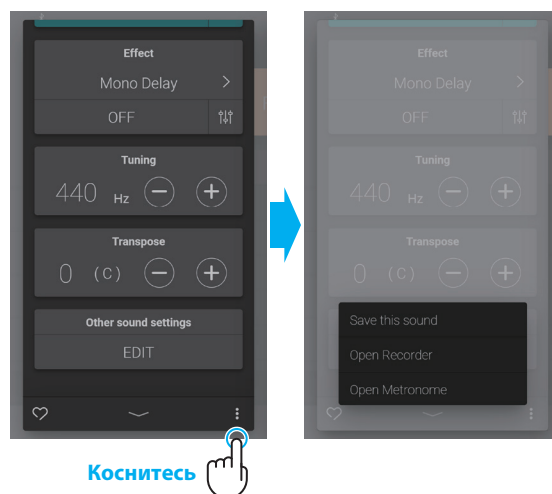 Effect
Mono Delay
OFF
Tuning
440 Hz
Transpose
0 (C)
Other sound settings
EDIT
Коснитесь
Effect
Mono Delay
OFF
Tuning
440 Hz
Transpose
0 (C)
Save this sound
Open Recorder
Open Metronome